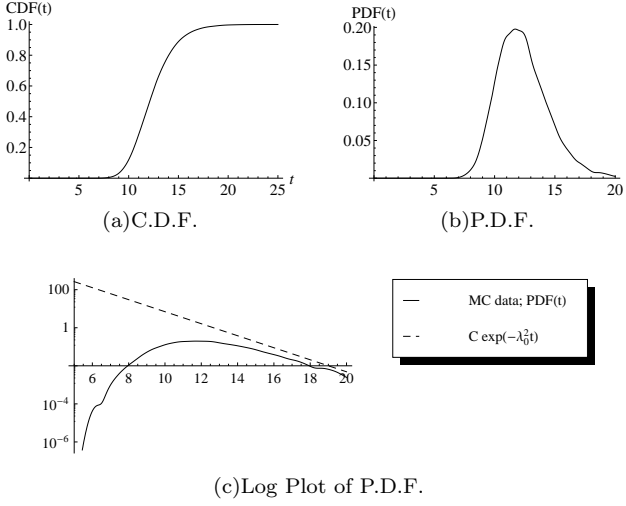 CDF(t)
1.0
0.8
0.6
0.4
0.2
5 10 15 20 25 t
(a)C.D.F.
PDF(t)
0.20
0.15
0.10
0.05
5 10 15 20
(b)P.D.F.
100
1
10^{-4}
10^{-6}
6 8 10 12 14 16 18 20
MC data; PDF(t)
C exp(−λ₀²t)
(c)Log Plot of P.D.F.